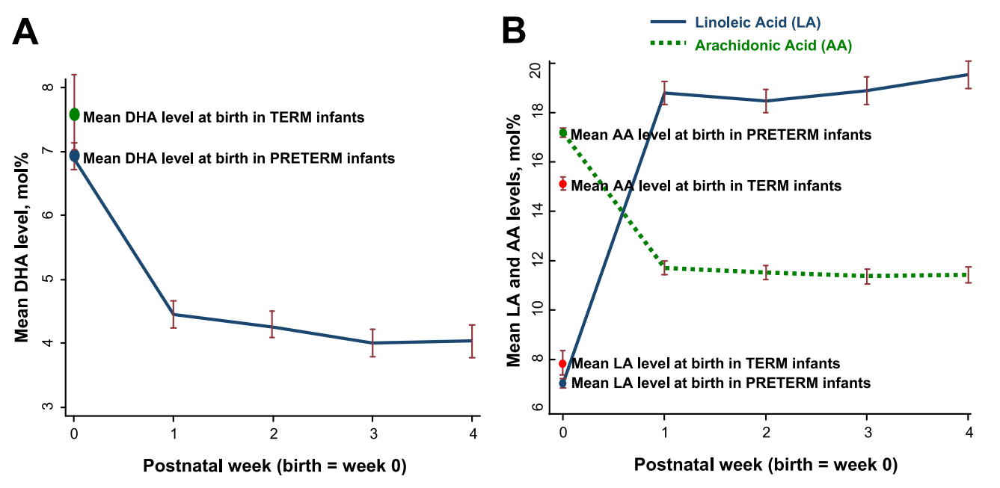 A
Mean DHA level, mol%
8
7
6
5
4
3
Mean DHA level at birth in TERM infants
Mean DHA level at birth in PRETERM infants
0 1 2 3 4
Postnatal week (birth = week 0)
B
Linoleic Acid (LA)
Arachidonic Acid (AA)
Mean LA and AA levels, mol%
20
18
16
14
12
10
8
6
Mean AA level at birth in PRETERM infants
Mean AA level at birth in TERM infants
Mean LA level at birth in TERM infants
Mean LA level at birth in PRETERM infants
0 1 2 3 4
Postnatal week (birth = week 0)